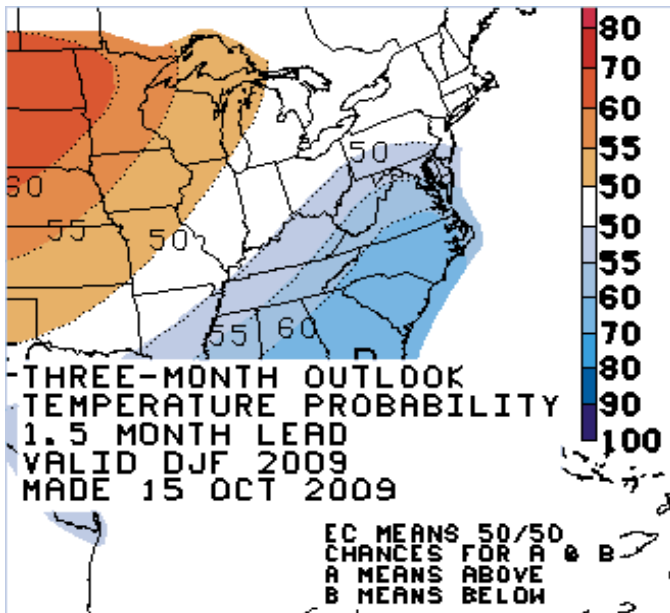 80
70
60
55
50
50
55
60
70
80
90
100
50
60
55
50
55
60
THREE-MONTH OUTLOOK
TEMPERATURE PROBABILITY
1.5 MONTH LEAD
VALID DJF 2009
MADE 15 OCT 2009
EC MEANS 50/50
CHANCES FOR A & B
A MEANS ABOVE
B MEANS BELOW